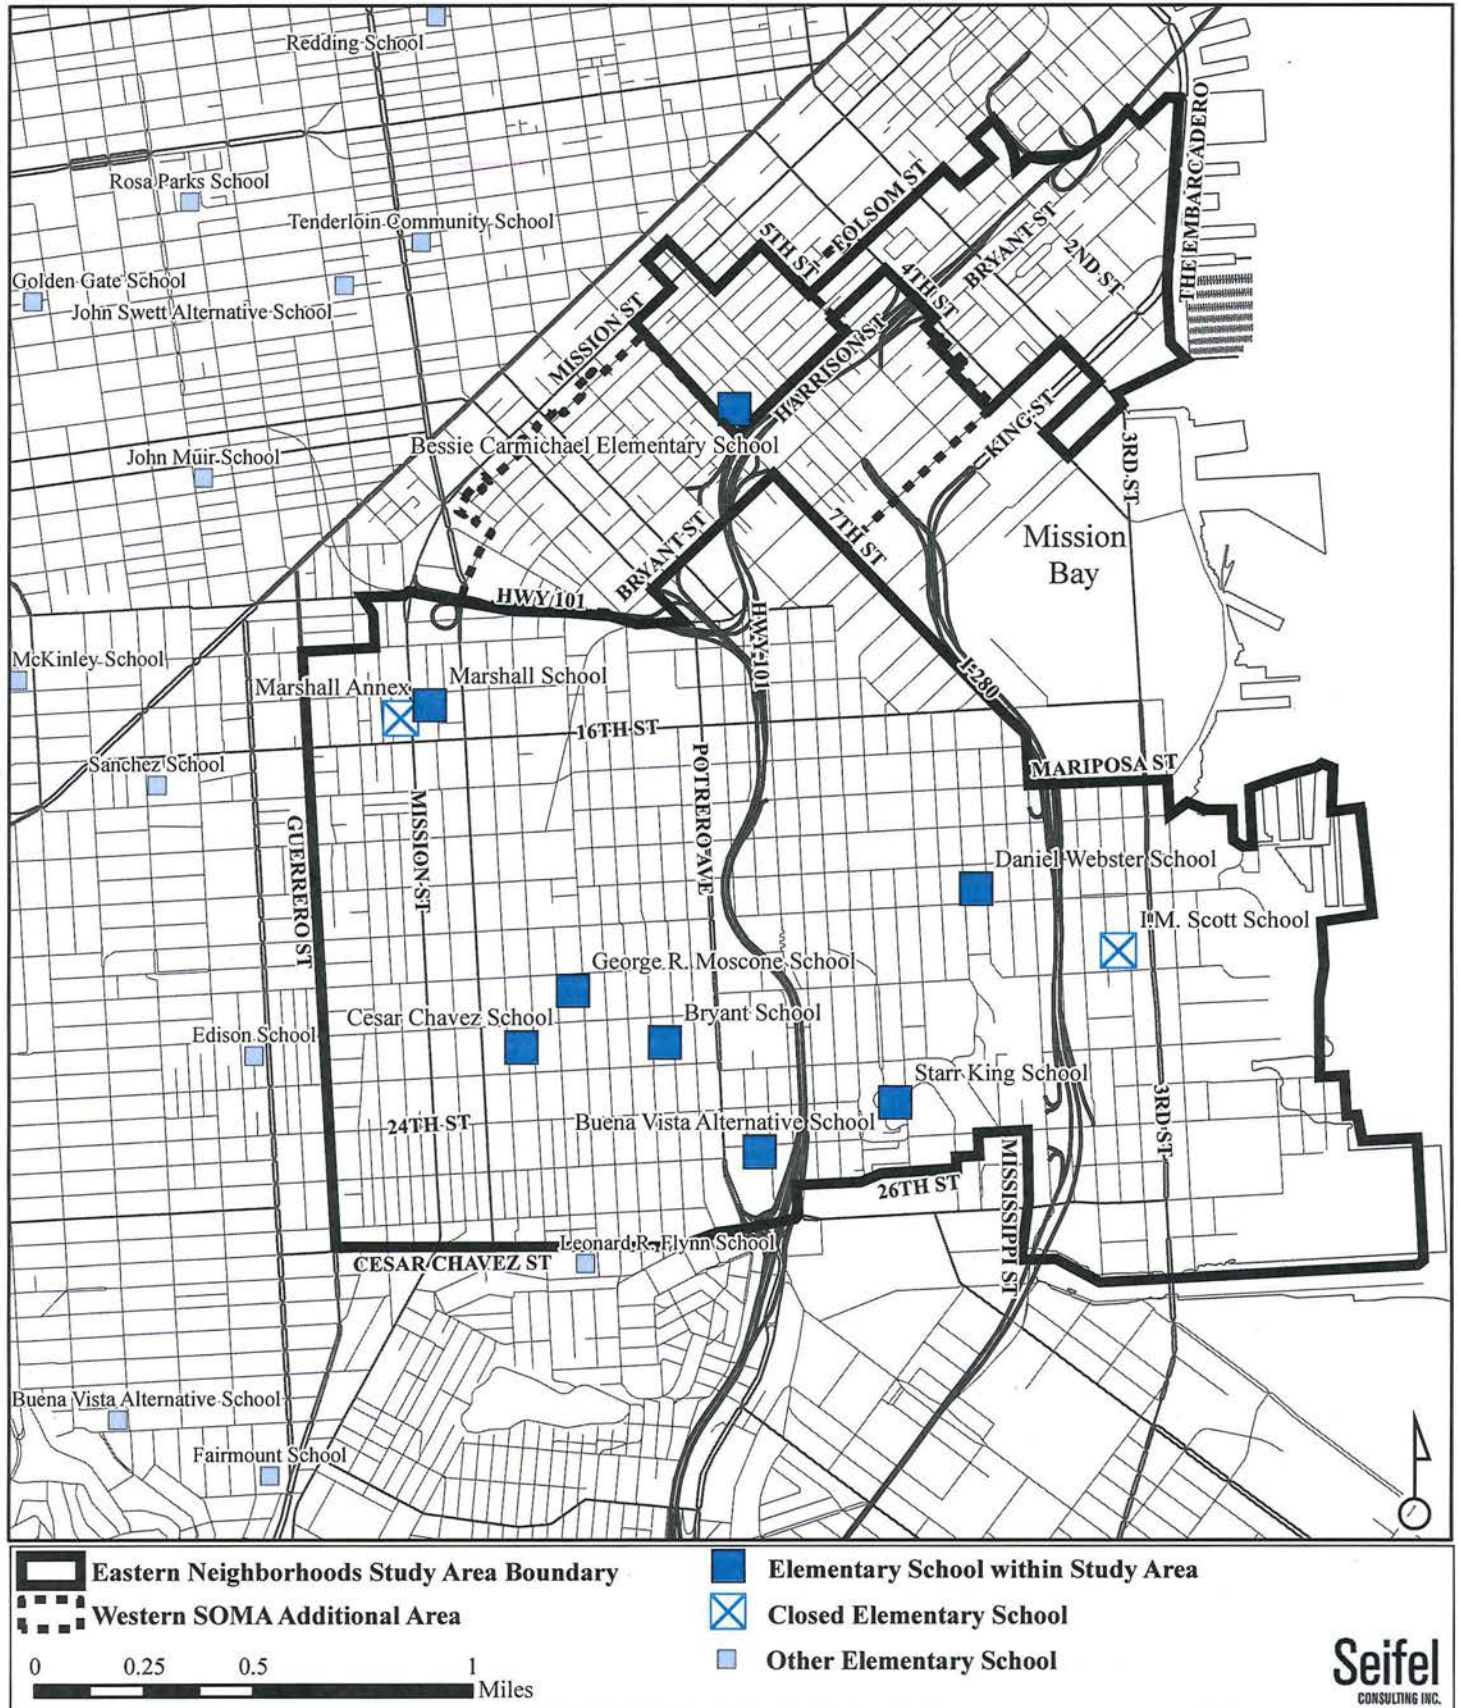 Redding School
Rosa Parks School
Tenderloin Community School
Golden Gate School
John Swett Alternative School
5TH ST
FOLSOM ST
4TH ST
BRYANT ST
2ND ST
THE EMBARCADERO
MISSION ST
HARRISON ST
KING ST
3RD ST
Bessie Carmichael Elementary School
John Muir School
BRYANT ST
7TH ST
Mission
Bay
HWY 101
HWY 101
McKinley School
Marshall Annex
Marshall School
I-280
16TH ST
Sanchez School
MARIPOSA ST
GUERRERO ST
MISSION ST
POTRERO AVE
Daniel Webster School
I.M. Scott School
George R. Moscone School
Cesar Chavez School
Bryant School
Edison School
Starr King School
24TH ST
Buena Vista Alternative School
3RD ST
26TH ST
MISSISSIPPI ST
Leonard R. Flynn School
CESAR CHAVEZ ST
Buena Vista Alternative School
Fairmount School
Eastern Neighborhoods Study Area Boundary
Western SOMA Additional Area
0 0.25 0.5 1
Miles
Elementary School within Study Area
Closed Elementary School
Other Elementary School
Seifel
CONSULTING INC.